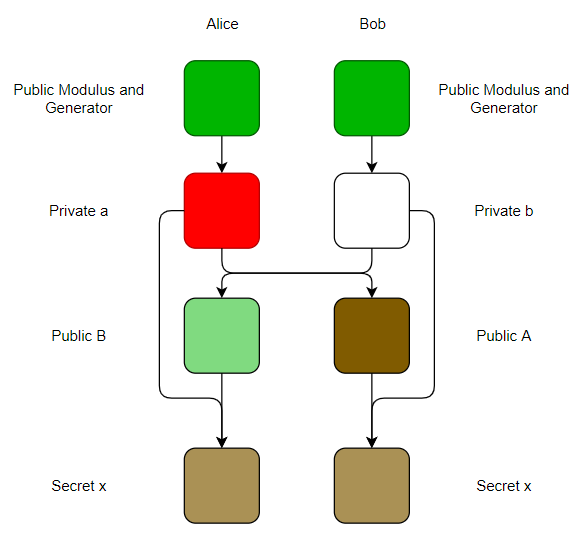 Alice
Bob
Public Modulus and
Generator
Public Modulus and
Generator
Private a
Private b
Public B
Public A
Secret x
Secret x